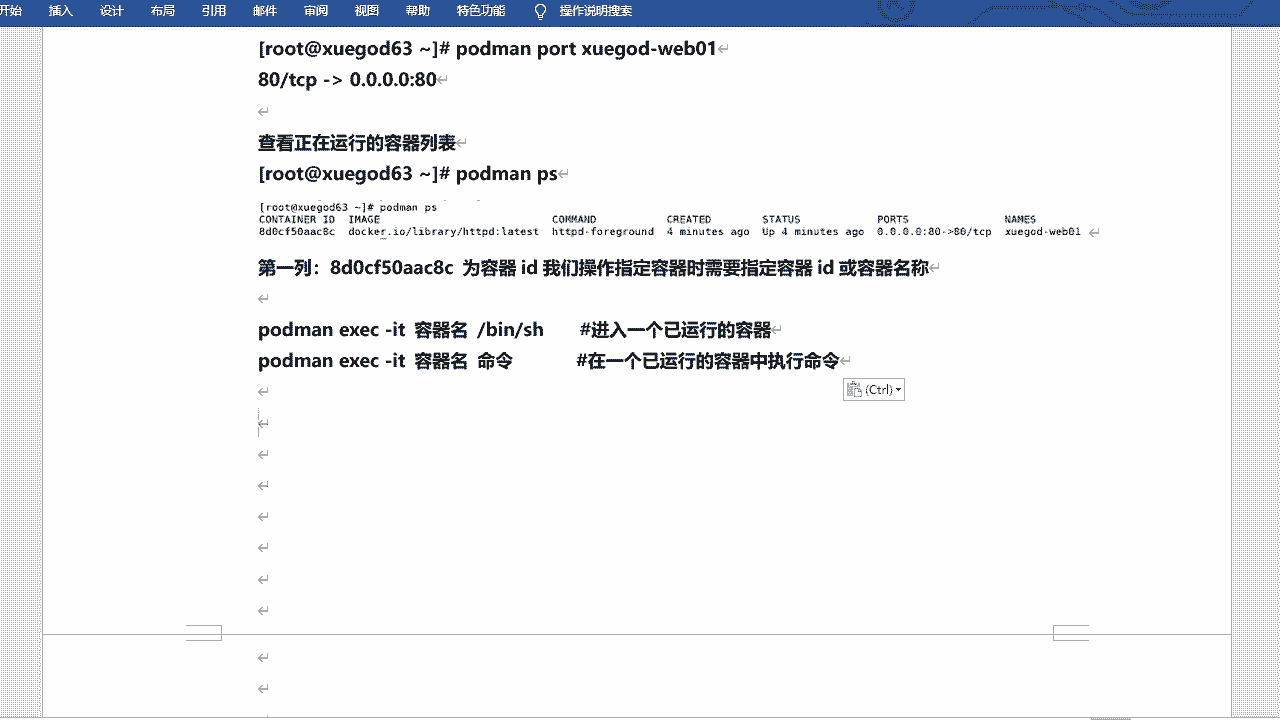 开始 插入 设计 布局 引用 邮件 审阅 视图 帮助 特色功能 操作说明搜索
[root@xuegod63 ~]# podman port xuegod-web01
80/tcp -> 0.0.0.0:80
查看正在运行的容器列表
[root@xuegod63 ~]# podman ps
[root@xuegod63 ~]# podman ps
CONTAINER ID IMAGE COMMAND CREATED STATUS PORTS NAMES
8d0cf50aac8c docker.io/library/httpd:latest httpd-foreground 4 minutes ago Up 4 minutes ago 0.0.0.0:80->80/tcp xuegod-web01
第一列：8d0cf50aac8c 为容器 id 我们操作指定容器时需要指定容器 id 或容器名称
podman exec -it 容器名 /bin/sh #进入一个已运行的容器
podman exec -it 容器名 命令 #在一个已运行的容器中执行命令
(Ctrl)